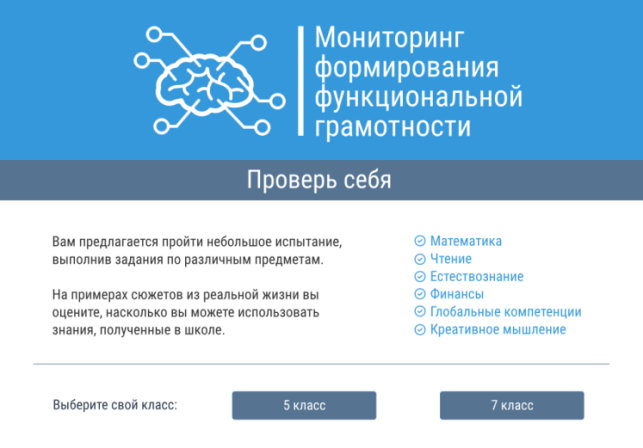 Мониторинг
формирования
функциональной
грамотности
Проверь себя
Вам предлагается пройти небольшое испытание,
выполнив задания по различным предметам.
На примерах сюжетов из реальной жизни вы
оцените, насколько вы можете использовать
знания, полученные в школе.
Математика
Чтение
Естествознание
Финансы
Глобальные компетенции
Креативное мышление
Выберите свой класс:
5 класс
7 класс